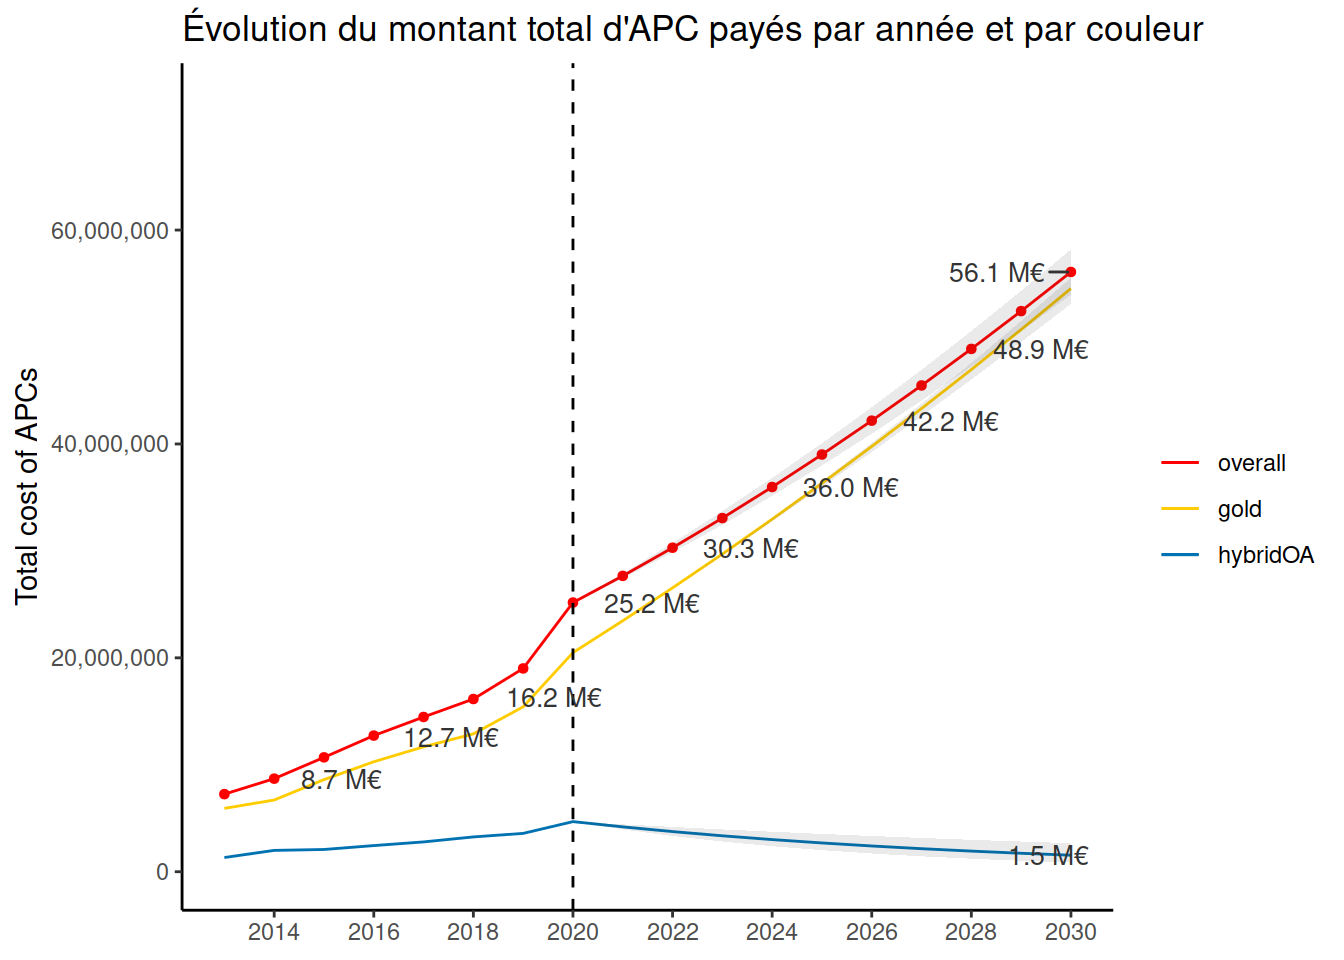 Évolution du montant total d'APC payés par année et par couleur
Total cost of APCs
60,000,000
40,000,000
20,000,000
0
56.1 M€
48.9 M€
42.2 M€
36.0 M€
30.3 M€
25.2 M€
16.2 M€
12.7 M€
8.7 M€
1.5 M€
overall
gold
hybridOA
2014 2016 2018 2020 2022 2024 2026 2028 2030